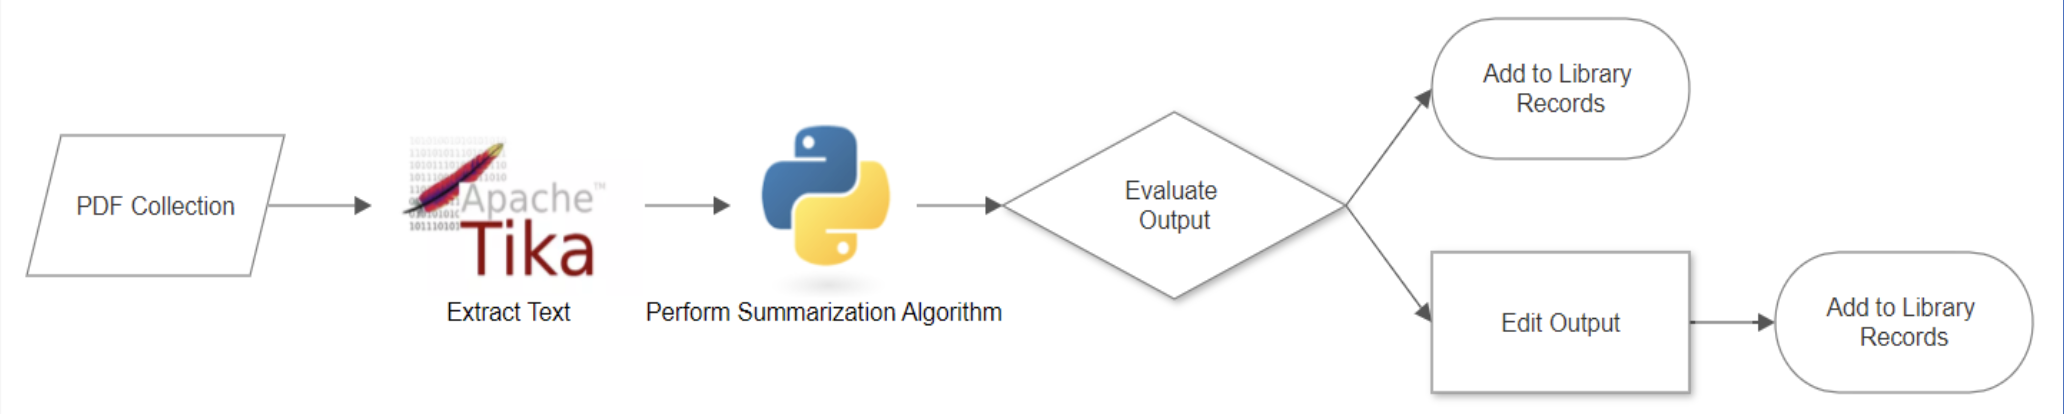 PDF Collection
Apache™
Tika
Extract Text
Perform Summarization Algorithm
Evaluate
Output
Add to Library
Records
Edit Output
Add to Library
Records